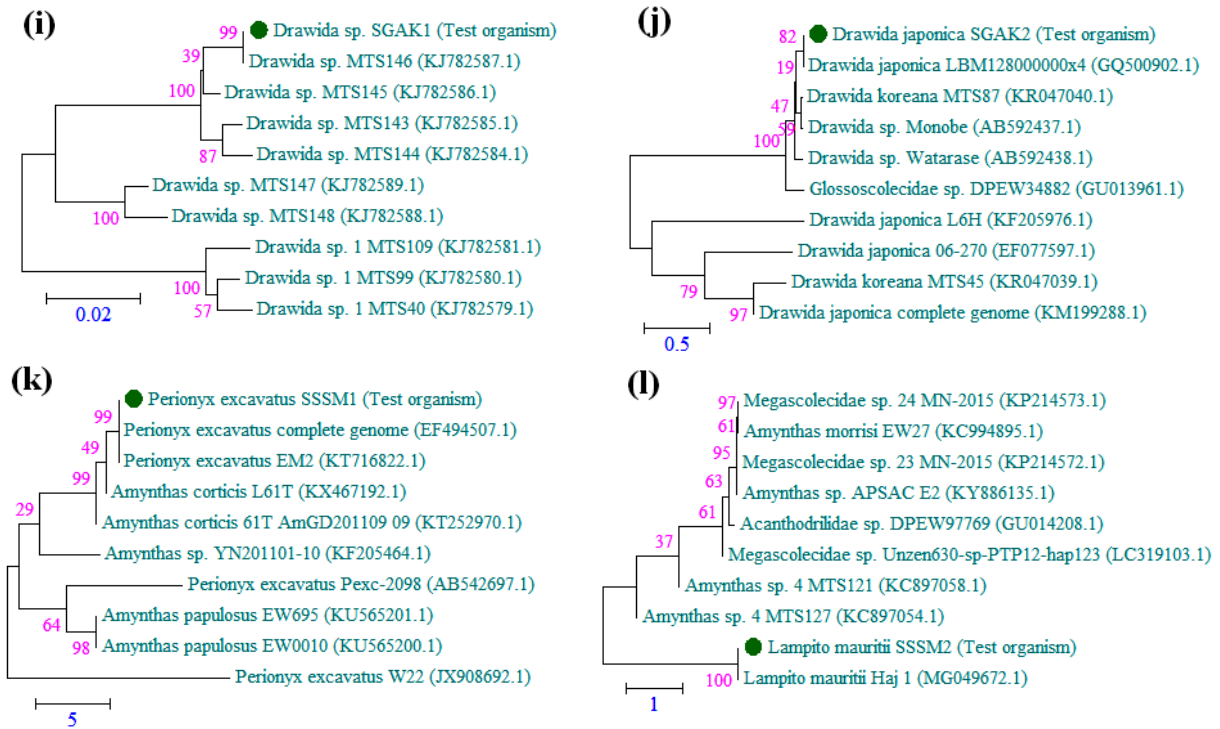 (i)
99
Drawida sp. SGAK1 (Test organism)
39
Drawida sp. MTS146 (KJ782587.1)
100
Drawida sp. MTS145 (KJ782586.1)
Drawida sp. MTS143 (KJ782585.1)
87
Drawida sp. MTS144 (KJ782584.1)
Drawida sp. MTS147 (KJ782589.1)
100
Drawida sp. MTS148 (KJ782588.1)
Drawida sp. 1 MTS109 (KJ782581.1)
100
Drawida sp. 1 MTS99 (KJ782580.1)
57
Drawida sp. 1 MTS40 (KJ782579.1)
0.02
(j)
82
Drawida japonica SGAK2 (Test organism)
19
Drawida japonica LBM128000000x4 (GQ500902.1)
47
Drawida koreana MTS87 (KR047040.1)
59
Drawida sp. Monobe (AB592437.1)
100
Drawida sp. Watarase (AB592438.1)
Glossoscolecidae sp. DPEW34882 (GU013961.1)
Drawida japonica L6H (KF205976.1)
Drawida japonica 06-270 (EF077597.1)
79
Drawida koreana MTS45 (KR047039.1)
97
Drawida japonica complete genome (KM199288.1)
0.5
(k)
99
Perionyx excavatus SSSM1 (Test organism)
49
Perionyx excavatus complete genome (EF494507.1)
99
Perionyx excavatus EM2 (KT716822.1)
Amynthas corticis L61T (KX467192.1)
29
Amynthas corticis 61T AmGD201109 09 (KT252970.1)
Amynthas sp. YN201101-10 (KF205464.1)
Perionyx excavatus Pexc-2098 (AB542697.1)
64
Amynthas papulosus EW695 (KU565201.1)
98
Amynthas papulosus EW0010 (KU565200.1)
Perionyx excavatus W22 (JX908692.1)
5
(l)
97
Megascolecidae sp. 24 MN-2015 (KP214573.1)
61
Amynthas morrisi EW27 (KC994895.1)
95
Megascolecidae sp. 23 MN-2015 (KP214572.1)
63
Amynthas sp. APSAC E2 (KY886135.1)
61
Acanthodrilidae sp. DPEW97769 (GU014208.1)
37
Megascolecidae sp. Unzen630-sp-PTP12-hap123 (LC319103.1)
Amynthas sp. 4 MTS121 (KC897058.1)
Amynthas sp. 4 MTS127 (KC897054.1)
Lampito mauritii SSSM2 (Test organism)
100
Lampito mauritii Haj 1 (MG049672.1)
1